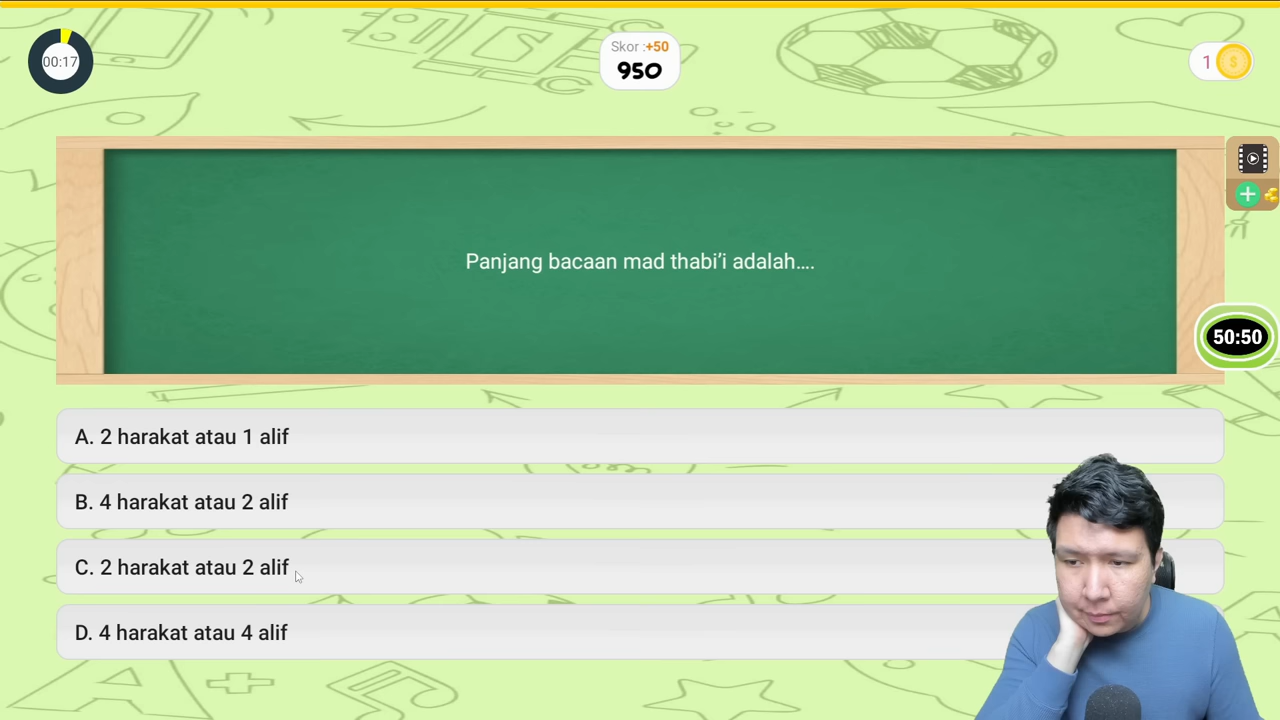 00:17
Skor :+50
950
1
Panjang bacaan mad thabi’i adalah....
50:50
A. 2 harakat atau 1 alif
B. 4 harakat atau 2 alif
C. 2 harakat atau 2 alif
D. 4 harakat atau 4 alif